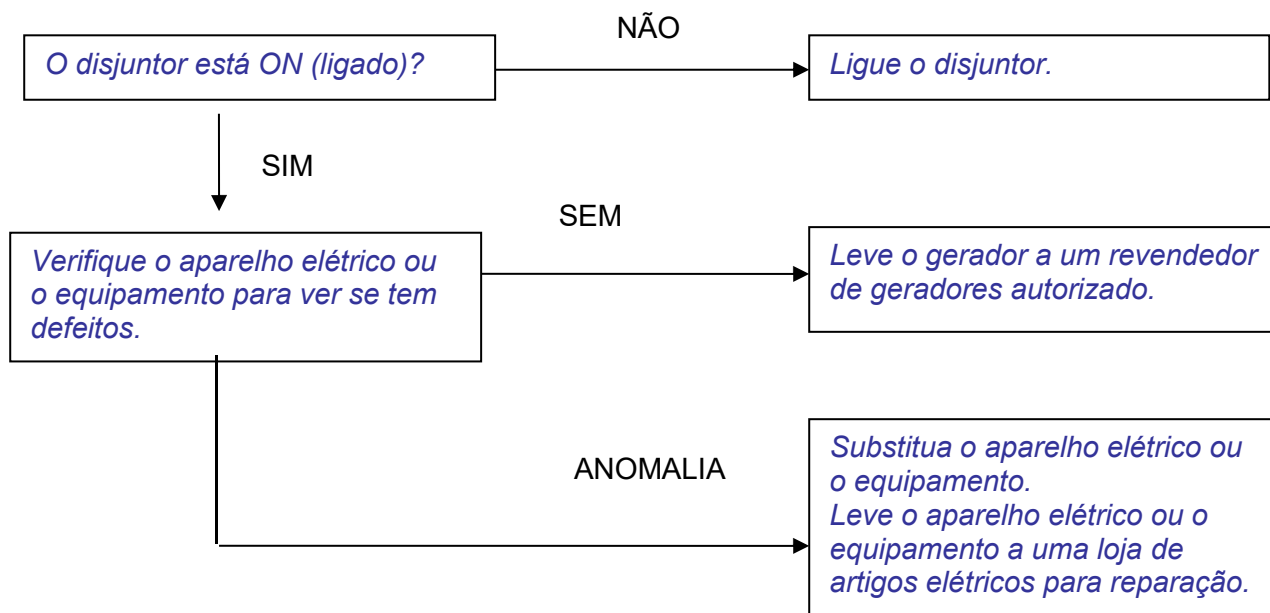 NÃO
O disjuntor está ON (ligado)?
Ligue o disjuntor.
SIM
SEM
Verifique o aparelho elétrico ou
o equipamento para ver se tem
defeitos.
Leve o gerador a um revendedor
de geradores autorizado.
ANOMALIA
Substitua o aparelho elétrico ou
o equipamento.
Leve o aparelho elétrico ou o
equipamento a uma loja de
artigos elétricos para reparação.